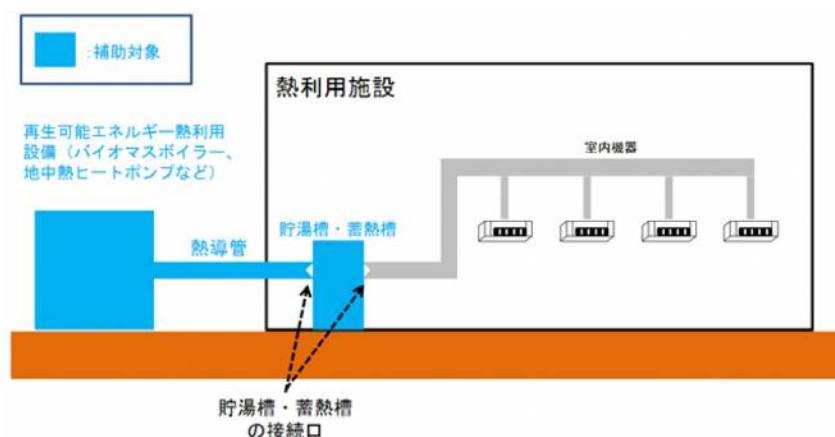 :補助対象
熱利用施設
再生可能エネルギー熱利用
設備(バイオマスボイラー、
地中熱ヒートポンプなど)
室内機器
貯湯槽・蓄熱槽
熱導管
貯湯槽・蓄熱槽
の接続口